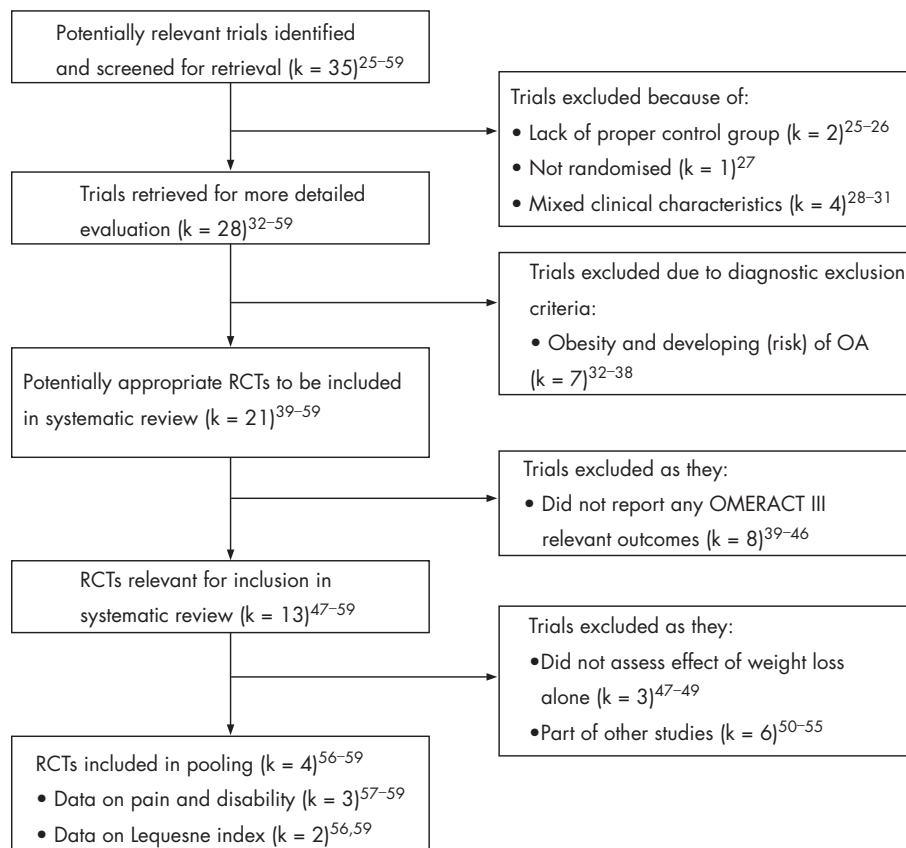 Potentially relevant trials identified
and screened for retrieval (k = 35)25–59
Trials excluded because of:
• Lack of proper control group (k = 2)25–26
• Not randomised (k = 1)27
• Mixed clinical characteristics (k = 4)28–31
Trials retrieved for more detailed
evaluation (k = 28)32–59
Trials excluded due to diagnostic exclusion
criteria:
• Obesity and developing (risk) of OA
(k = 7)32–38
Potentially appropriate RCTs to be included
in systematic review (k = 21)39–59
Trials excluded as they:
• Did not report any OMERACT III
relevant outcomes (k = 8)39–46
RCTs relevant for inclusion in
systematic review (k = 13)47–59
Trials excluded as they:
•Did not assess effect of weight loss
alone (k = 3)47–49
•Part of other studies (k = 6)50–55
RCTs included in pooling (k = 4)56–59
• Data on pain and disability (k = 3)57–59
• Data on Lequesne index (k = 2)56,59